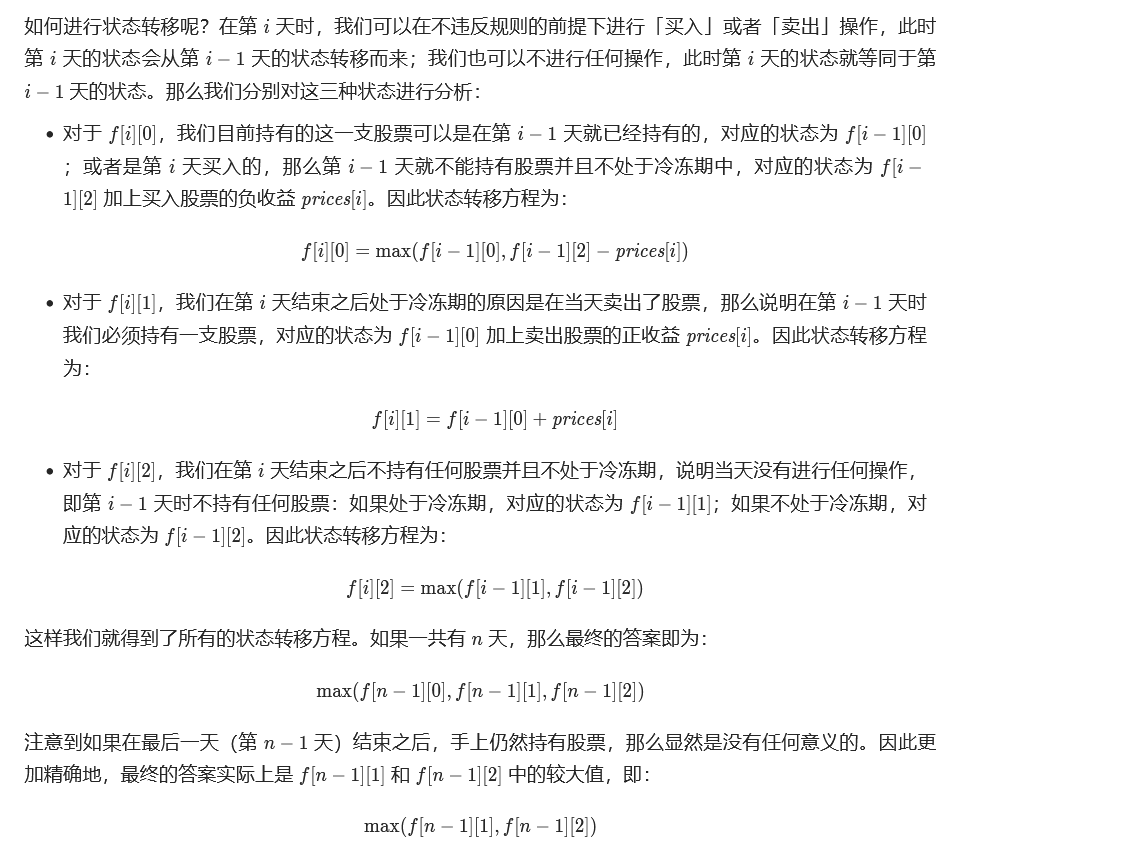 如何进行状态转移呢？在第 i 天时，我们可以在不违反规则的前提下进行「买入」或者「卖出」操作，此时
第 i 天的状态会从第 i − 1 天的状态转移而来；我们也可以不进行任何操作，此时第 i 天的状态就等同于第
i − 1 天的状态。那么我们分别对这三种状态进行分析：
• 对于 f[i][0]，我们目前持有的这一支股票可以是在第 i − 1 天就已经持有的，对应的状态为 f[i − 1][0]
；或者是第 i 天买入的，那么第 i − 1 天就不能持有股票并且不处于冷冻期中，对应的状态为 f[i −
1][2] 加上买入股票的负收益 prices[i]。因此状态转移方程为：
f[i][0] = max(f[i − 1][0], f[i − 1][2] − prices[i])
• 对于 f[i][1]，我们在第 i 天结束之后处于冷冻期的原因是在当天卖出了股票，那么说明在第 i − 1 天时
我们必须持有一支股票，对应的状态为 f[i − 1][0] 加上卖出股票的正收益 prices[i]。因此状态转移方程
为：
f[i][1] = f[i − 1][0] + prices[i]
• 对于 f[i][2]，我们在第 i 天结束之后不持有任何股票并且不处于冷冻期，说明当天没有进行任何操作，
即第 i − 1 天时不持有任何股票：如果处于冷冻期，对应的状态为 f[i − 1][1]；如果不处于冷冻期，对
应的状态为 f[i − 1][2]。因此状态转移方程为：
f[i][2] = max(f[i − 1][1], f[i − 1][2])
这样我们就得到了所有的状态转移方程。如果一共有 n 天，那么最终的答案即为：
max(f[n − 1][0], f[n − 1][1], f[n − 1][2])
注意到如果在最后一天（第 n − 1 天）结束之后，手上仍然持有股票，那么显然是没有任何意义的。因此更
加精确地，最终的答案实际上是 f[n − 1][1] 和 f[n − 1][2] 中的较大值，即：
max(f[n − 1][1], f[n − 1][2])